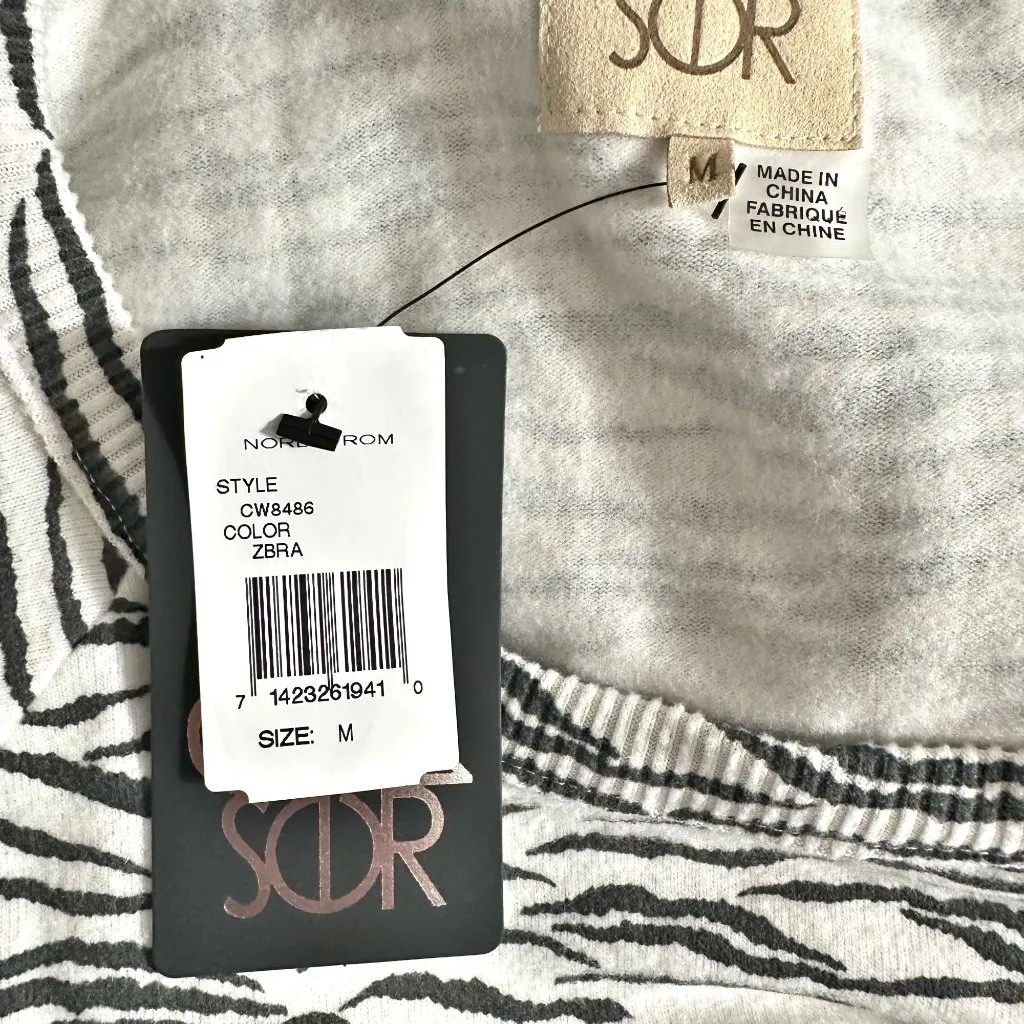 SOR
M
MADE IN
CHINA
FABRIQUÉ
EN CHINE
STYLE
CW8486
COLOR
ZBRA
7 1423261941 0
SIZE: M
SOR